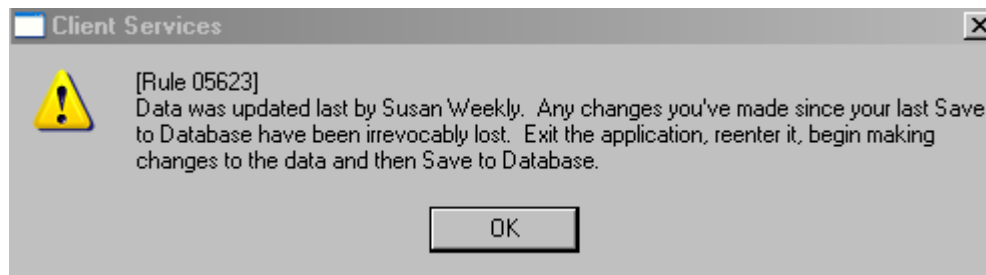 Client Services
[Rule 05623]
Data was updated last by Susan Weekly.  Any changes you've made since your last Save
to Database have been irrevocably lost.  Exit the application, reenter it, begin making
changes to the data and then Save to Database.
OK